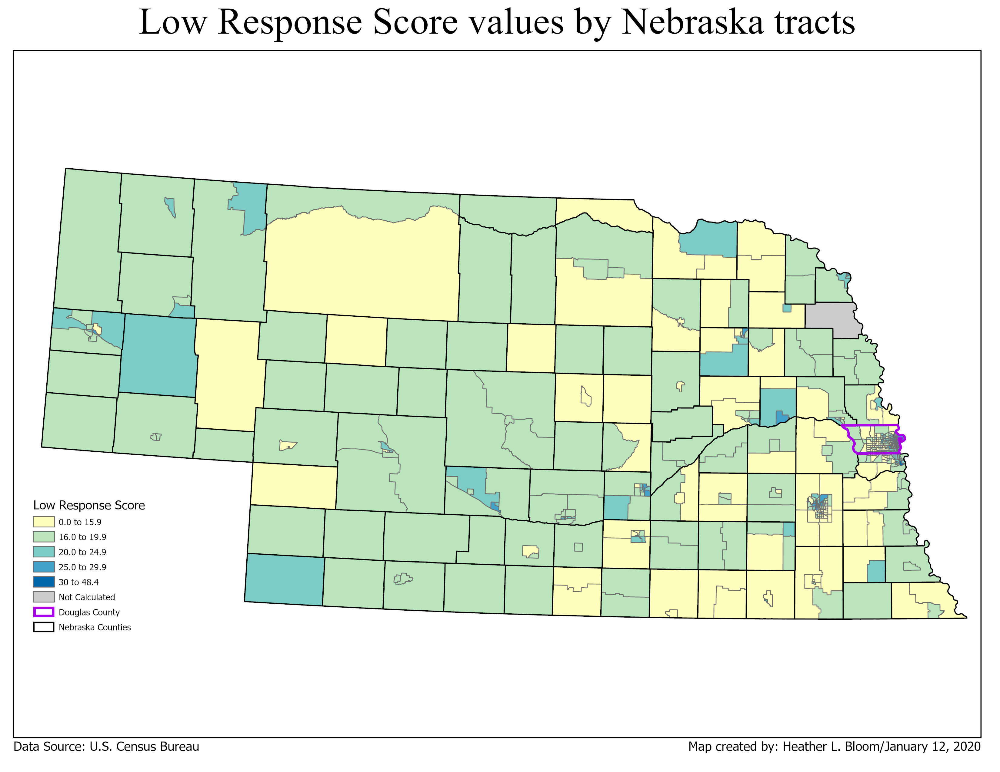 Low Response Score values by Nebraska tracts
Low Response Score
0.0 to 15.9
16.0 to 19.9
20.0 to 24.9
25.0 to 29.9
30 to 48.4
Not Calculated
Douglas County
Nebraska Counties
Data Source: U.S. Census Bureau
Map created by: Heather L. Bloom/January 12, 2020